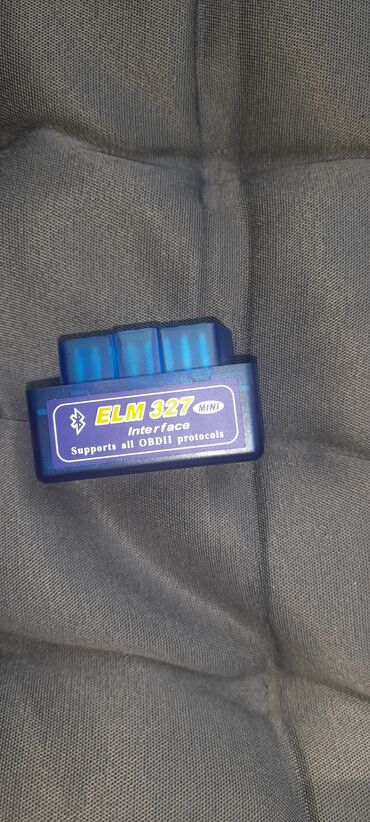 ELM 327 MINI
Interface
Supports all OBDII protocols